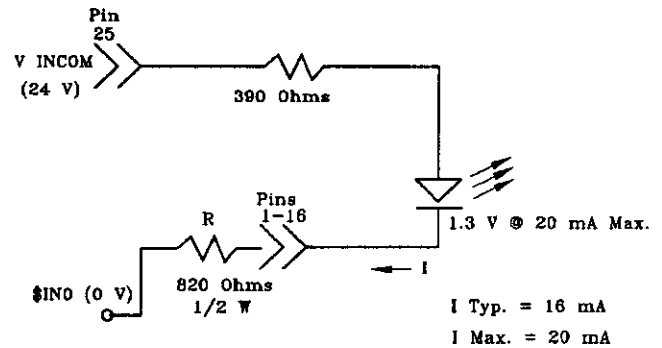 Pin
25
V INCOM
(24 V)
390 Ohms
1.3 V @ 20 mA Max.
Pins
1-16
R
I
$IN0 (0 V)
820 Ohms
1/2 W
I Typ. = 16 mA
I Max. = 20 mA